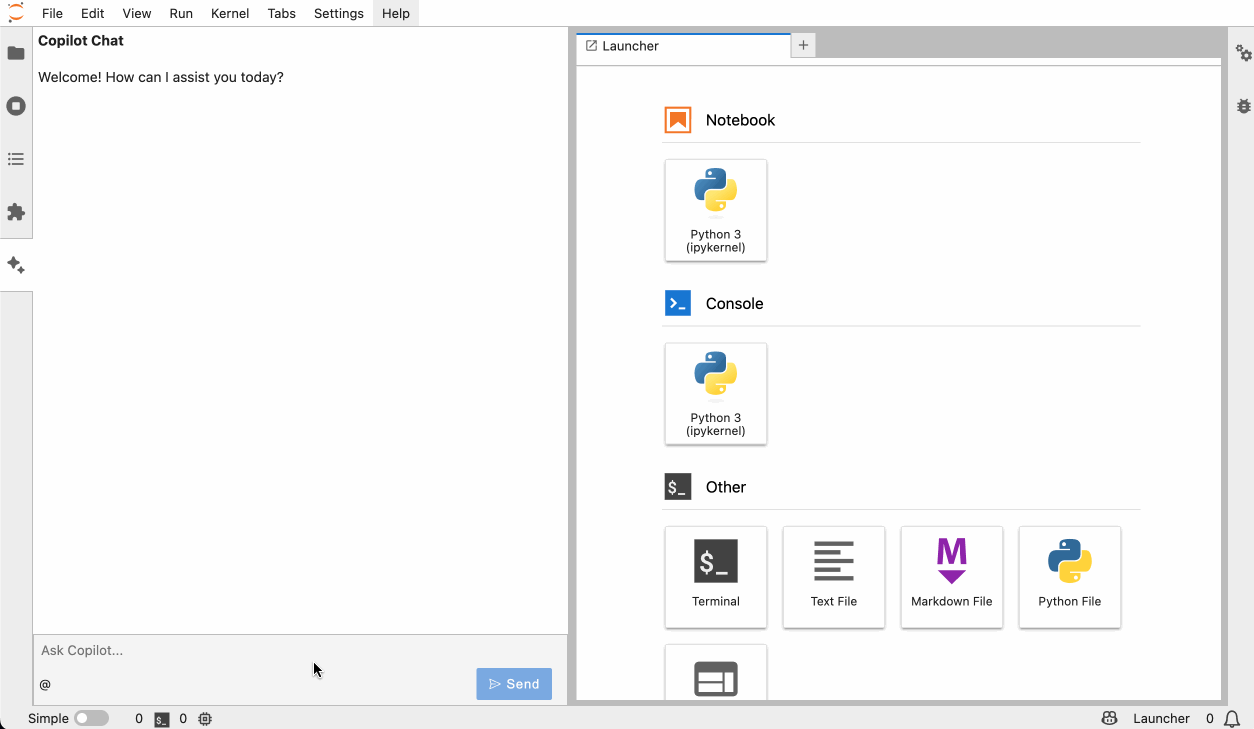 File Edit View Run Kernel Tabs Settings Help
Copilot Chat
Welcome! How can I assist you today?
Ask Copilot...
@
Send
Launcher
+
Notebook
Python 3
(ipykernel)
>_
Console
Python 3
(ipykernel)
$_
Other
$_
Terminal
Text File
M
Markdown File
Python File
Simple 0 $_ 0
Launcher 0